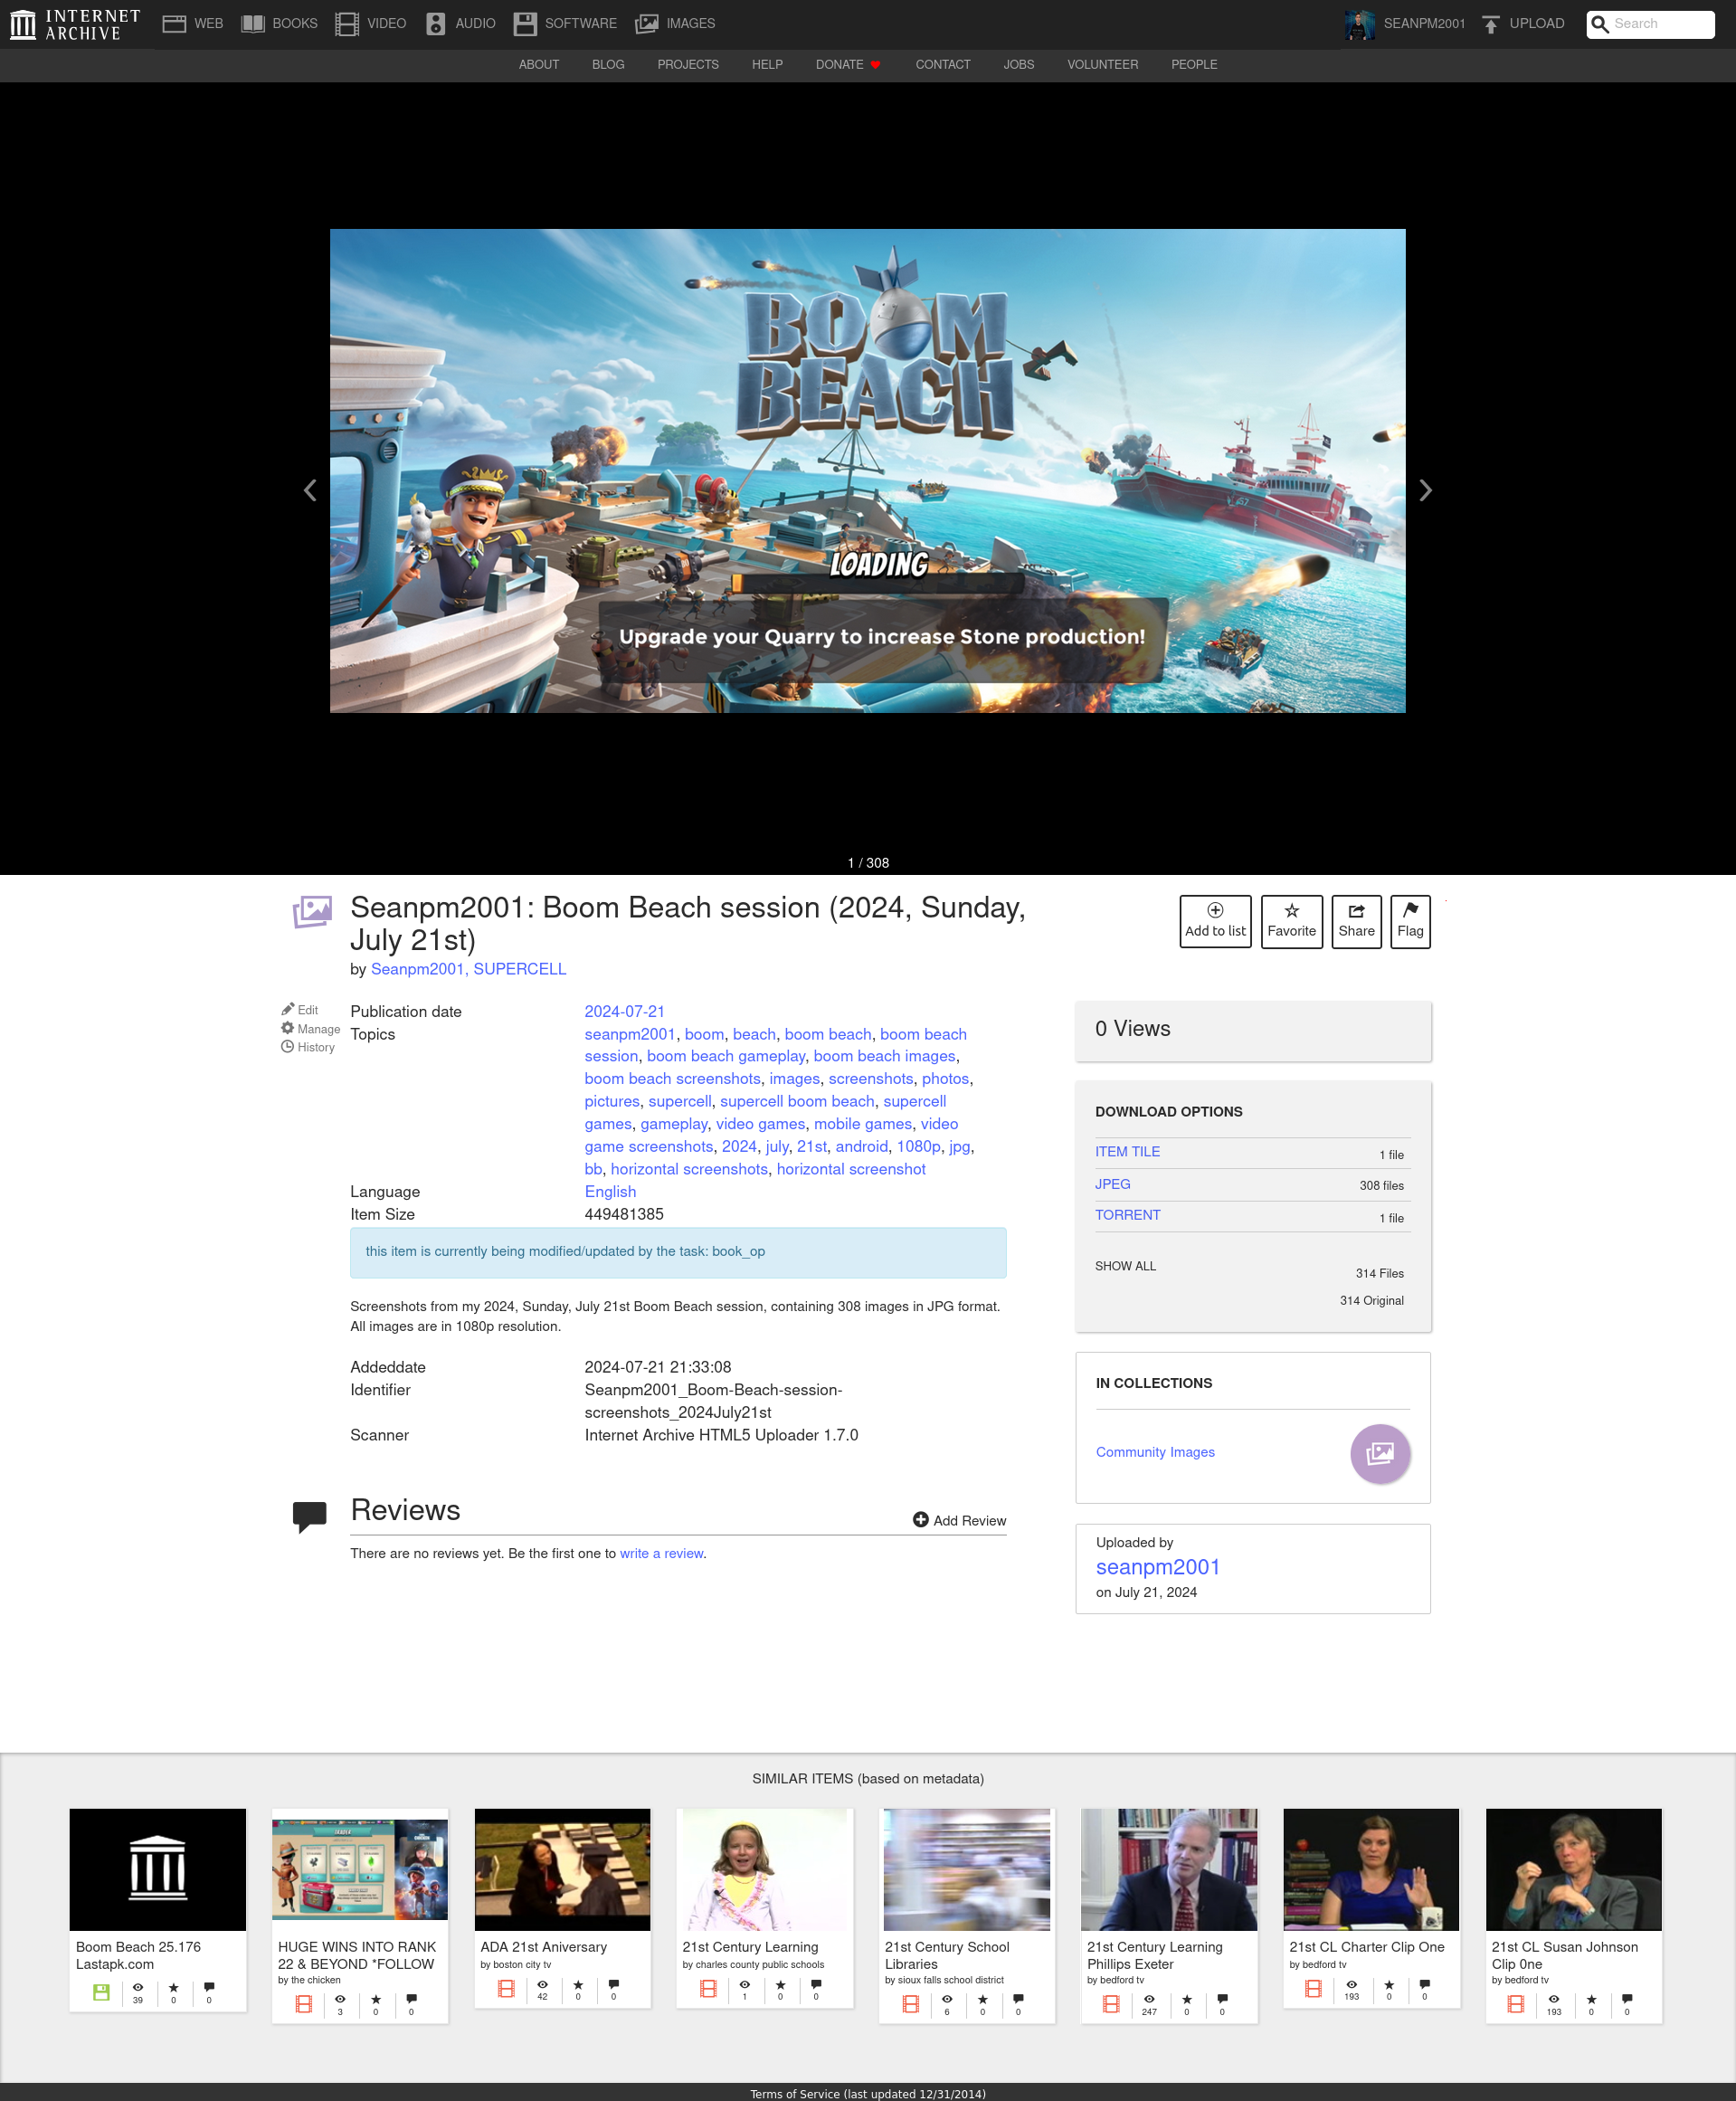 INTERNET
ARCHIVE
WEB
BOOKS
VIDEO
AUDIO
SOFTWARE
IMAGES
SEANPM2001
UPLOAD
Search
ABOUT
BLOG
PROJECTS
HELP
DONATE
CONTACT
JOBS
VOLUNTEER
PEOPLE
BOOM
BEACH
LOADING
Upgrade your Quarry to increase Stone production!
1 / 308
Seanpm2001: Boom Beach session (2024, Sunday,
July 21st)
by Seanpm2001, SUPERCELL
Add to list
Favorite
Share
Flag
Edit
Manage
History
Publication date 2024-07-21
Topics seanpm2001, boom, beach, boom beach, boom beach
session, boom beach gameplay, boom beach images,
boom beach screenshots, images, screenshots, photos,
pictures, supercell, supercell boom beach, supercell
games, gameplay, video games, mobile games, video
game screenshots, 2024, july, 21st, android, 1080p, jpg,
bb, horizontal screenshots, horizontal screenshot
Language English
Item Size 449481385
this item is currently being modified/updated by the task: book_op
Screenshots from my 2024, Sunday, July 21st Boom Beach session, containing 308 images in JPG format.
All images are in 1080p resolution.
Addeddate 2024-07-21 21:33:08
Identifier Seanpm2001_Boom-Beach-session-
screenshots_2024July21st
Scanner Internet Archive HTML5 Uploader 1.7.0
Reviews
Add Review
There are no reviews yet. Be the first one to write a review.
0 Views
DOWNLOAD OPTIONS
ITEM TILE 1 file
JPEG 308 files
TORRENT 1 file
SHOW ALL 314 Files
314 Original
IN COLLECTIONS
Community Images
Uploaded by
seanpm2001
on July 21, 2024
SIMILAR ITEMS (based on metadata)
Boom Beach 25.176
Lastapk.com
39 0 0
HUGE WINS INTO RANK
22 & BEYOND *FOLLOW
by the chicken
3 0 0
ADA 21st Aniversary
by boston city tv
42 0 0
21st Century Learning
by charles county public schools
1 0 0
21st Century School
Libraries
by sioux falls school district
6 0 0
21st Century Learning
Phillips Exeter
by bedford tv
247 0 0
21st CL Charter Clip One
by bedford tv
193 0 0
21st CL Susan Johnson
Clip 0ne
by bedford tv
193 0 0
Terms of Service (last updated 12/31/2014)